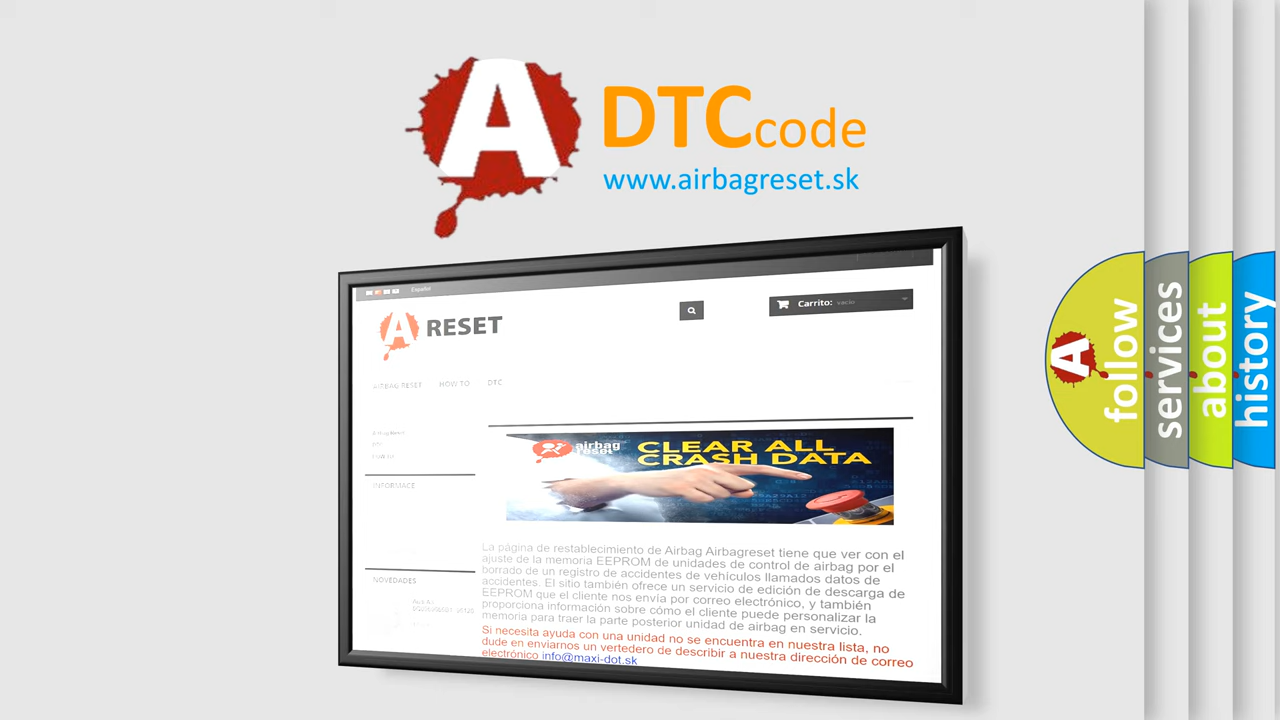 A
DTC code
www.airbagreset.sk
Español
A RESET
Carrito: vacío
AIRBAG RESET HOW TO DTC
INFORMACE
NOVEDADES
airbag
reset
CLEAR ALL
CRASH DATA
La página de restablecimiento de Airbag Airbagreset tiene que ver con el
ajuste de la memoria EEPROM de unidades de control de airbag por el
borrado de un registro de accidentes de vehículos llamados datos de
accidentes. El sitio también ofrece un servicio de edición de descarga de
EEPROM que el cliente nos envía por correo electrónico, y también
proporciona información sobre cómo el cliente puede personalizar la
memoria para traer la parte posterior unidad de airbag en servicio.
Si necesita ayuda con una unidad no se encuentra en nuestra lista, no
dude en enviarnos un vertedero de describir a nuestra dirección de correo
electrónico info@maxi-dot.sk
A
follow
services
about
history